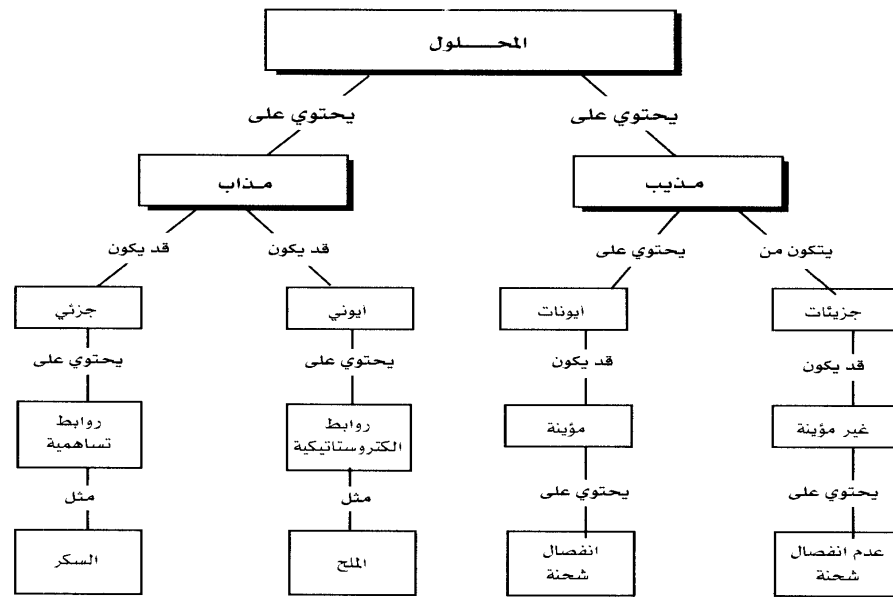 المحلول
يحتوي على
يحتوي على
مذيب
مذاب
يتكون من
يحتوي على
قد يكون
قد يكون
جزيئات
أيونات
أيوني
جزئي
قد يكون
قد يكون
يحتوي على
يحتوي على
غير مؤينة
مؤينة
روابط
الكتروستاتيكية
روابط
تساهمية
يحتوي على
يحتوي على
مثل
مثل
عدم انفصال
شحنة
انفصال
شحنة
الملح
السكر